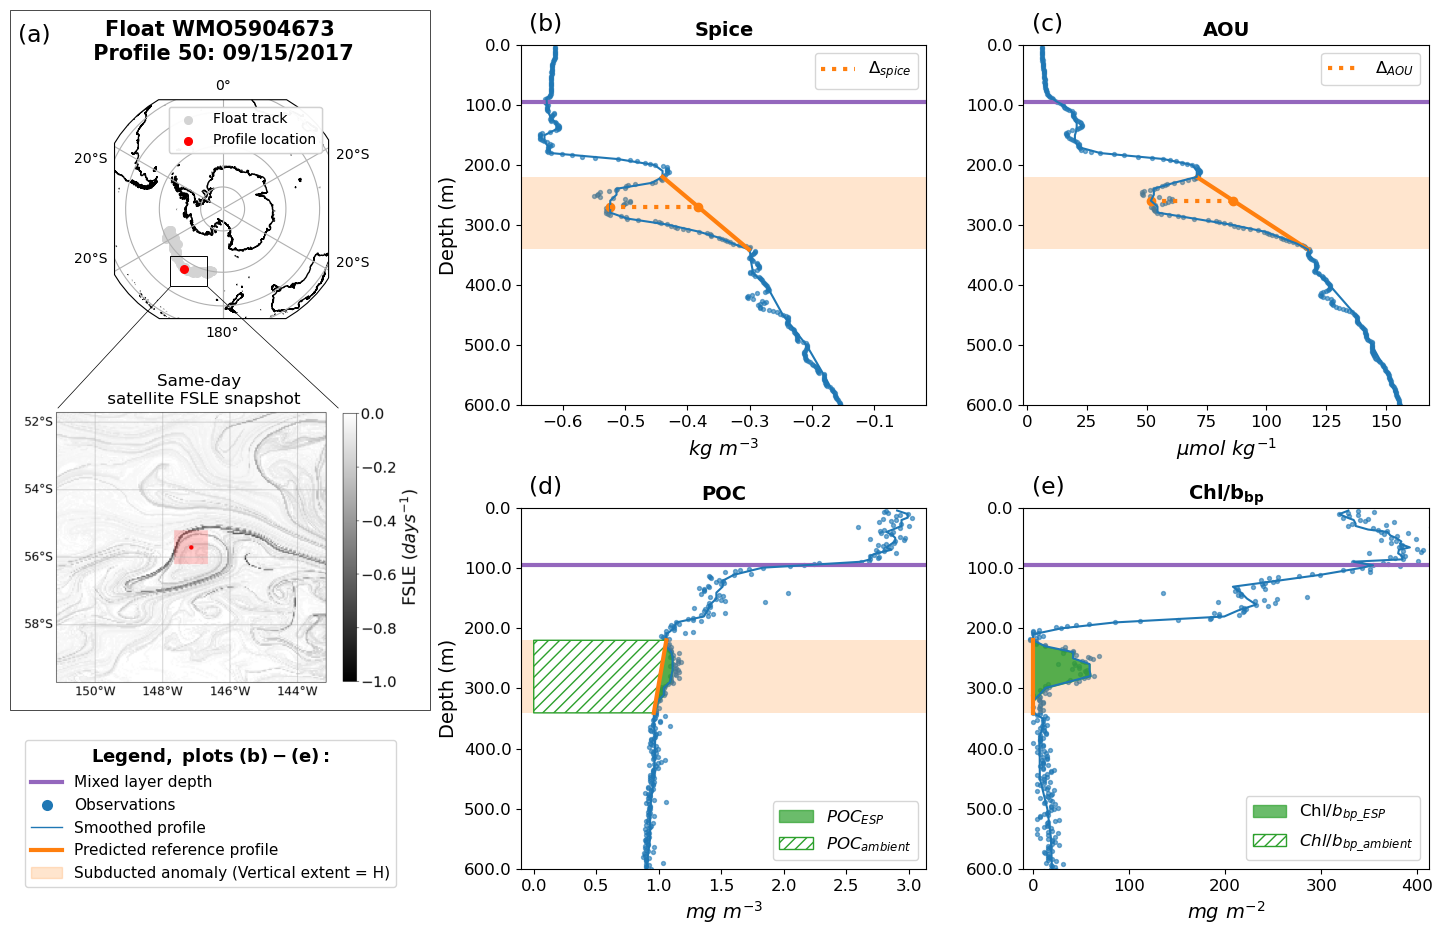 (a)
Float WMO5904673
Profile 50: 09/15/2017
0°
Float track
Profile location
20°S
20°S
20°S
20°S
180°
Same-day
satellite FSLE snapshot
52°S
54°S
56°S
58°S
150°W
148°W
146°W
144°W
0.0
−0.2
−0.4
−0.6
−0.8
−1.0
FSLE (days⁻¹)
Legend, plots (b) − (e) :
Mixed layer depth
Observations
Smoothed profile
Predicted reference profile
Subducted anomaly (Vertical extent = H)
(b)
Spice
Δspice
0.0
100.0
200.0
300.0
400.0
500.0
600.0
Depth (m)
−0.6
−0.5
−0.4
−0.3
−0.2
−0.1
kg m⁻³
(c)
AOU
ΔAOU
0.0
100.0
200.0
300.0
400.0
500.0
600.0
0
25
50
75
100
125
150
μmol kg⁻¹
(d)
POC
0.0
100.0
200.0
300.0
400.0
500.0
600.0
Depth (m)
POC_ESP
POC_ambient
0.0
0.5
1.0
1.5
2.0
2.5
3.0
mg m⁻³
(e)
Chl/b_bp
0.0
100.0
200.0
300.0
400.0
500.0
600.0
Chl/b_bp_ESP
Chl/b_bp_ambient
0
100
200
300
400
mg m⁻²